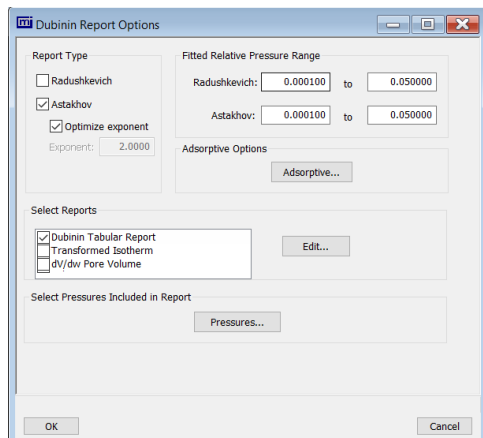 Dubinin Report Options
Report Type
Radushkevich
Astakhov
Optimize exponent
Exponent: 2.0000
Fitted Relative Pressure Range
Radushkevich: 0.000100 to 0.050000
Astakhov: 0.000100 to 0.050000
Adsorptive Options
Adsorptive...
Select Reports
Dubinin Tabular Report
Transformed Isotherm
dV/dw Pore Volume
Edit...
Select Pressures Included in Report
Pressures...
OK
Cancel